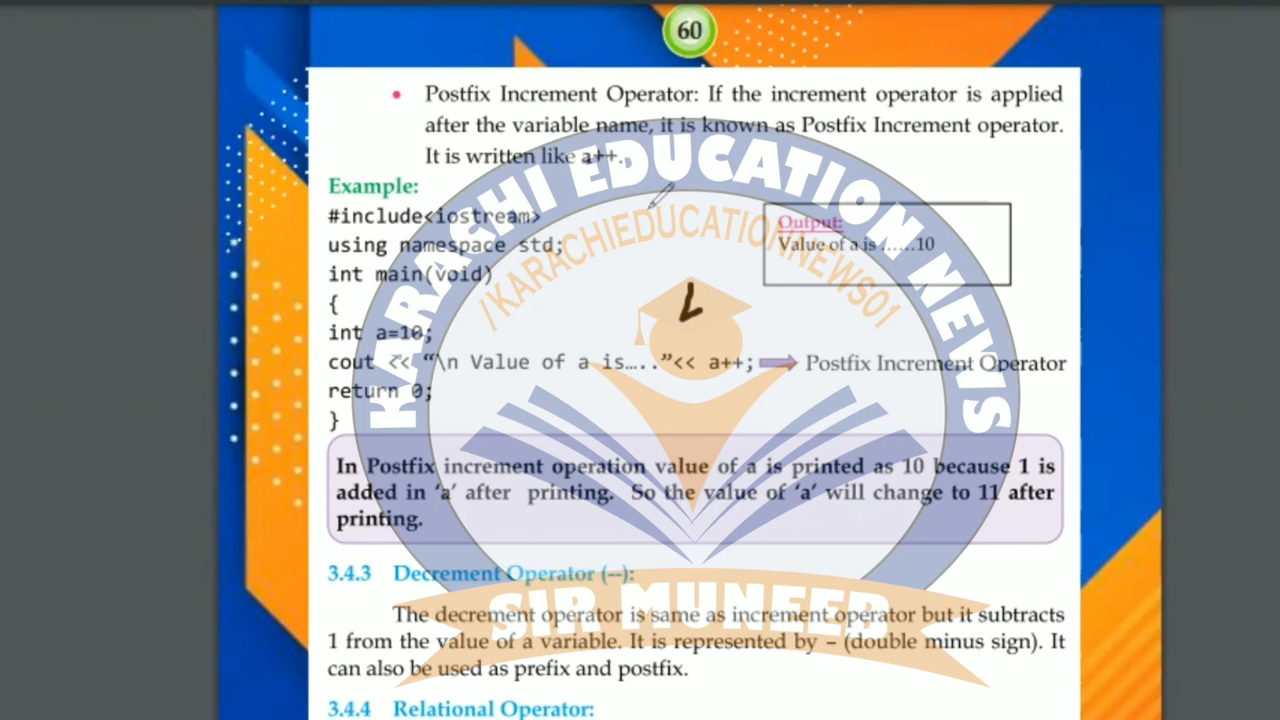 60
• Postfix Increment Operator: If the increment operator is applied
after the variable name, it is known as Postfix Increment operator.
It is written like a++.
Example:
#include<iostream>
using namespace std;
int main(void)
{
int a=10;
cout << “\n Value of a is…..”<< a++; Postfix Increment Operator
return 0;
}
Output:
Value of a is ……10
In Postfix increment operation value of a is printed as 10 because 1 is
added in ‘a’ after printing. So the value of ‘a’ will change to 11 after
printing.
3.4.3 Decrement Operator (--):
The decrement operator is same as increment operator but it subtracts
1 from the value of a variable. It is represented by – (double minus sign). It
can also be used as prefix and postfix.
3.4.4 Relational Operator:
KARACHI EDUCATION NEWS
/KARACHIEDUCATIONNEWS01
SIR MUNEEB